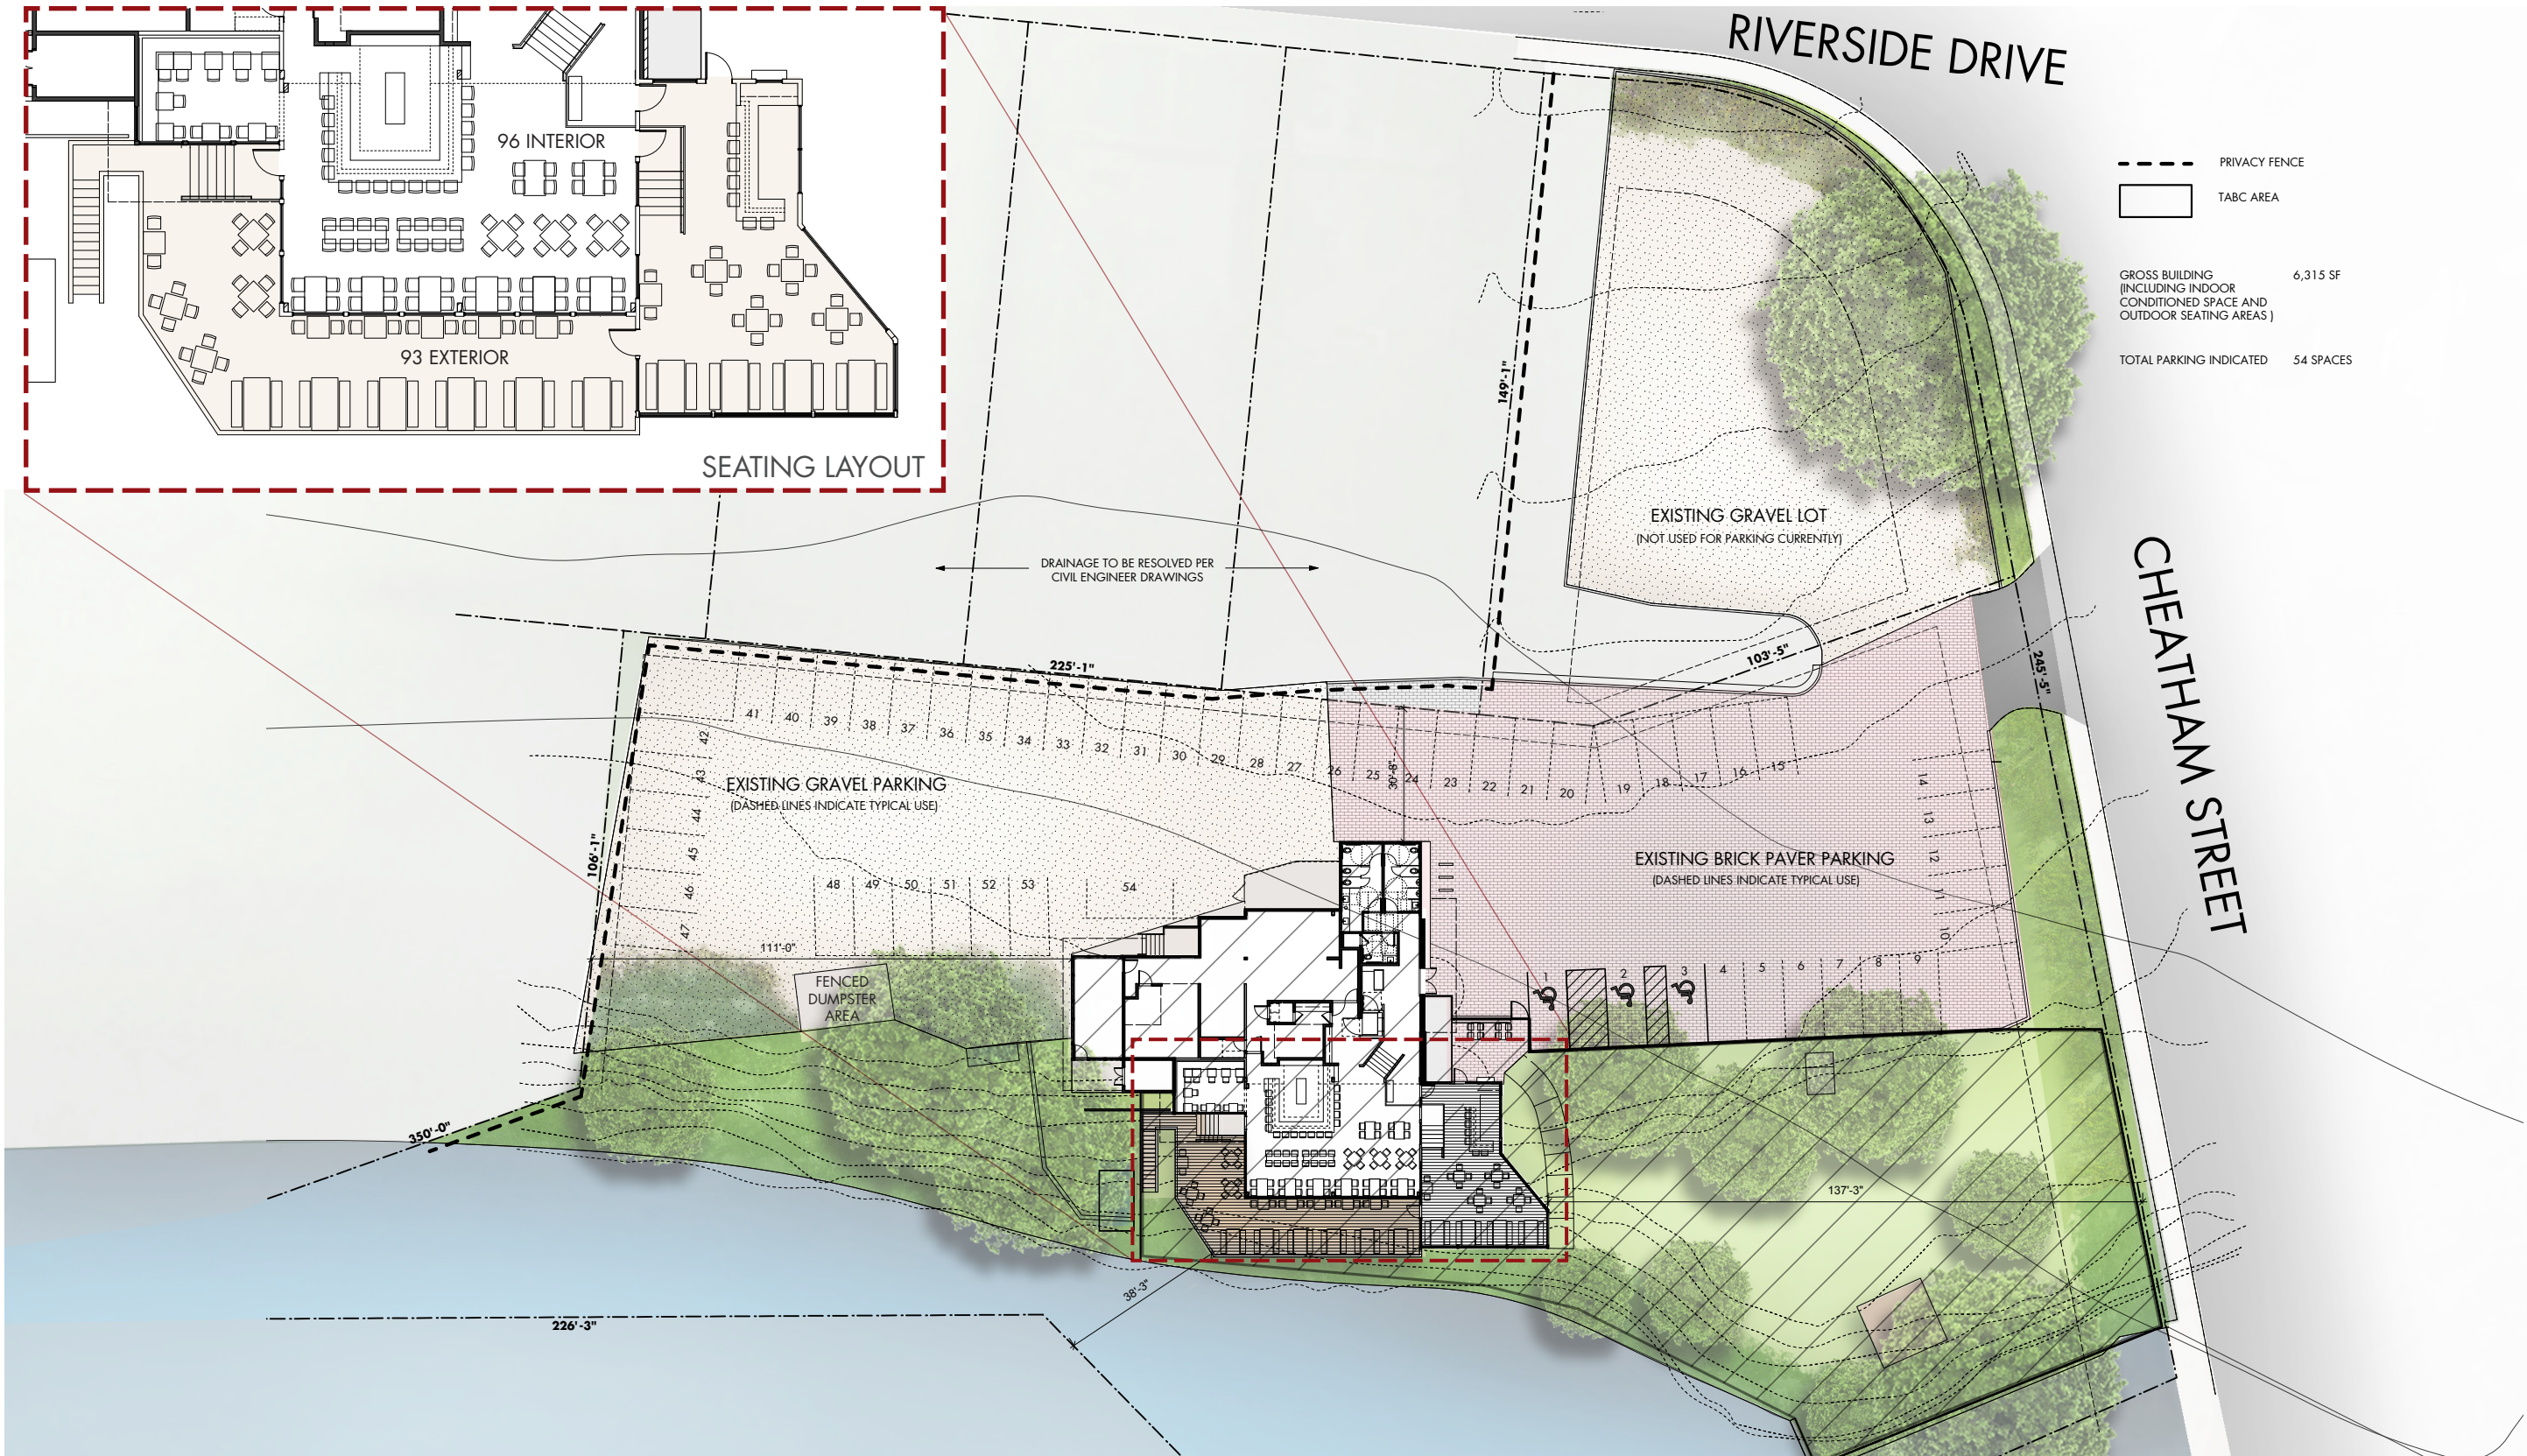 RIVERSIDE DRIVE
PRIVACY FENCE
TABC AREA
GROSS BUILDING 6,315 SF
(INCLUDING INDOOR
CONDITIONED SPACE AND
OUTDOOR SEATING AREAS )
TOTAL PARKING INDICATED 54 SPACES
96 INTERIOR
93 EXTERIOR
SEATING LAYOUT
149'-1"
EXISTING GRAVEL LOT
(NOT USED FOR PARKING CURRENTLY)
DRAINAGE TO BE RESOLVED PER
CIVIL ENGINEER DRAWINGS
CHEATHAM STREET
225'-1"
103'-5"
245'-5"
41 40 39 38 37 36 35 34 33 32 31 30 29 28 27 26 25 24 23 22 21 20 19 18 17 16 15
30'-8"
42
43
44
45
46
47
14
13
12
11
10
EXISTING GRAVEL PARKING
(DASHED LINES INDICATE TYPICAL USE)
EXISTING BRICK PAVER PARKING
(DASHED LINES INDICATE TYPICAL USE)
106'-1"
48 49 50 51 52 53 54
111'-0"
1 2 3 4 5 6 7 8 9
FENCED
DUMPSTER
AREA
350'-0"
137'-3"
38'-3"
226'-3"